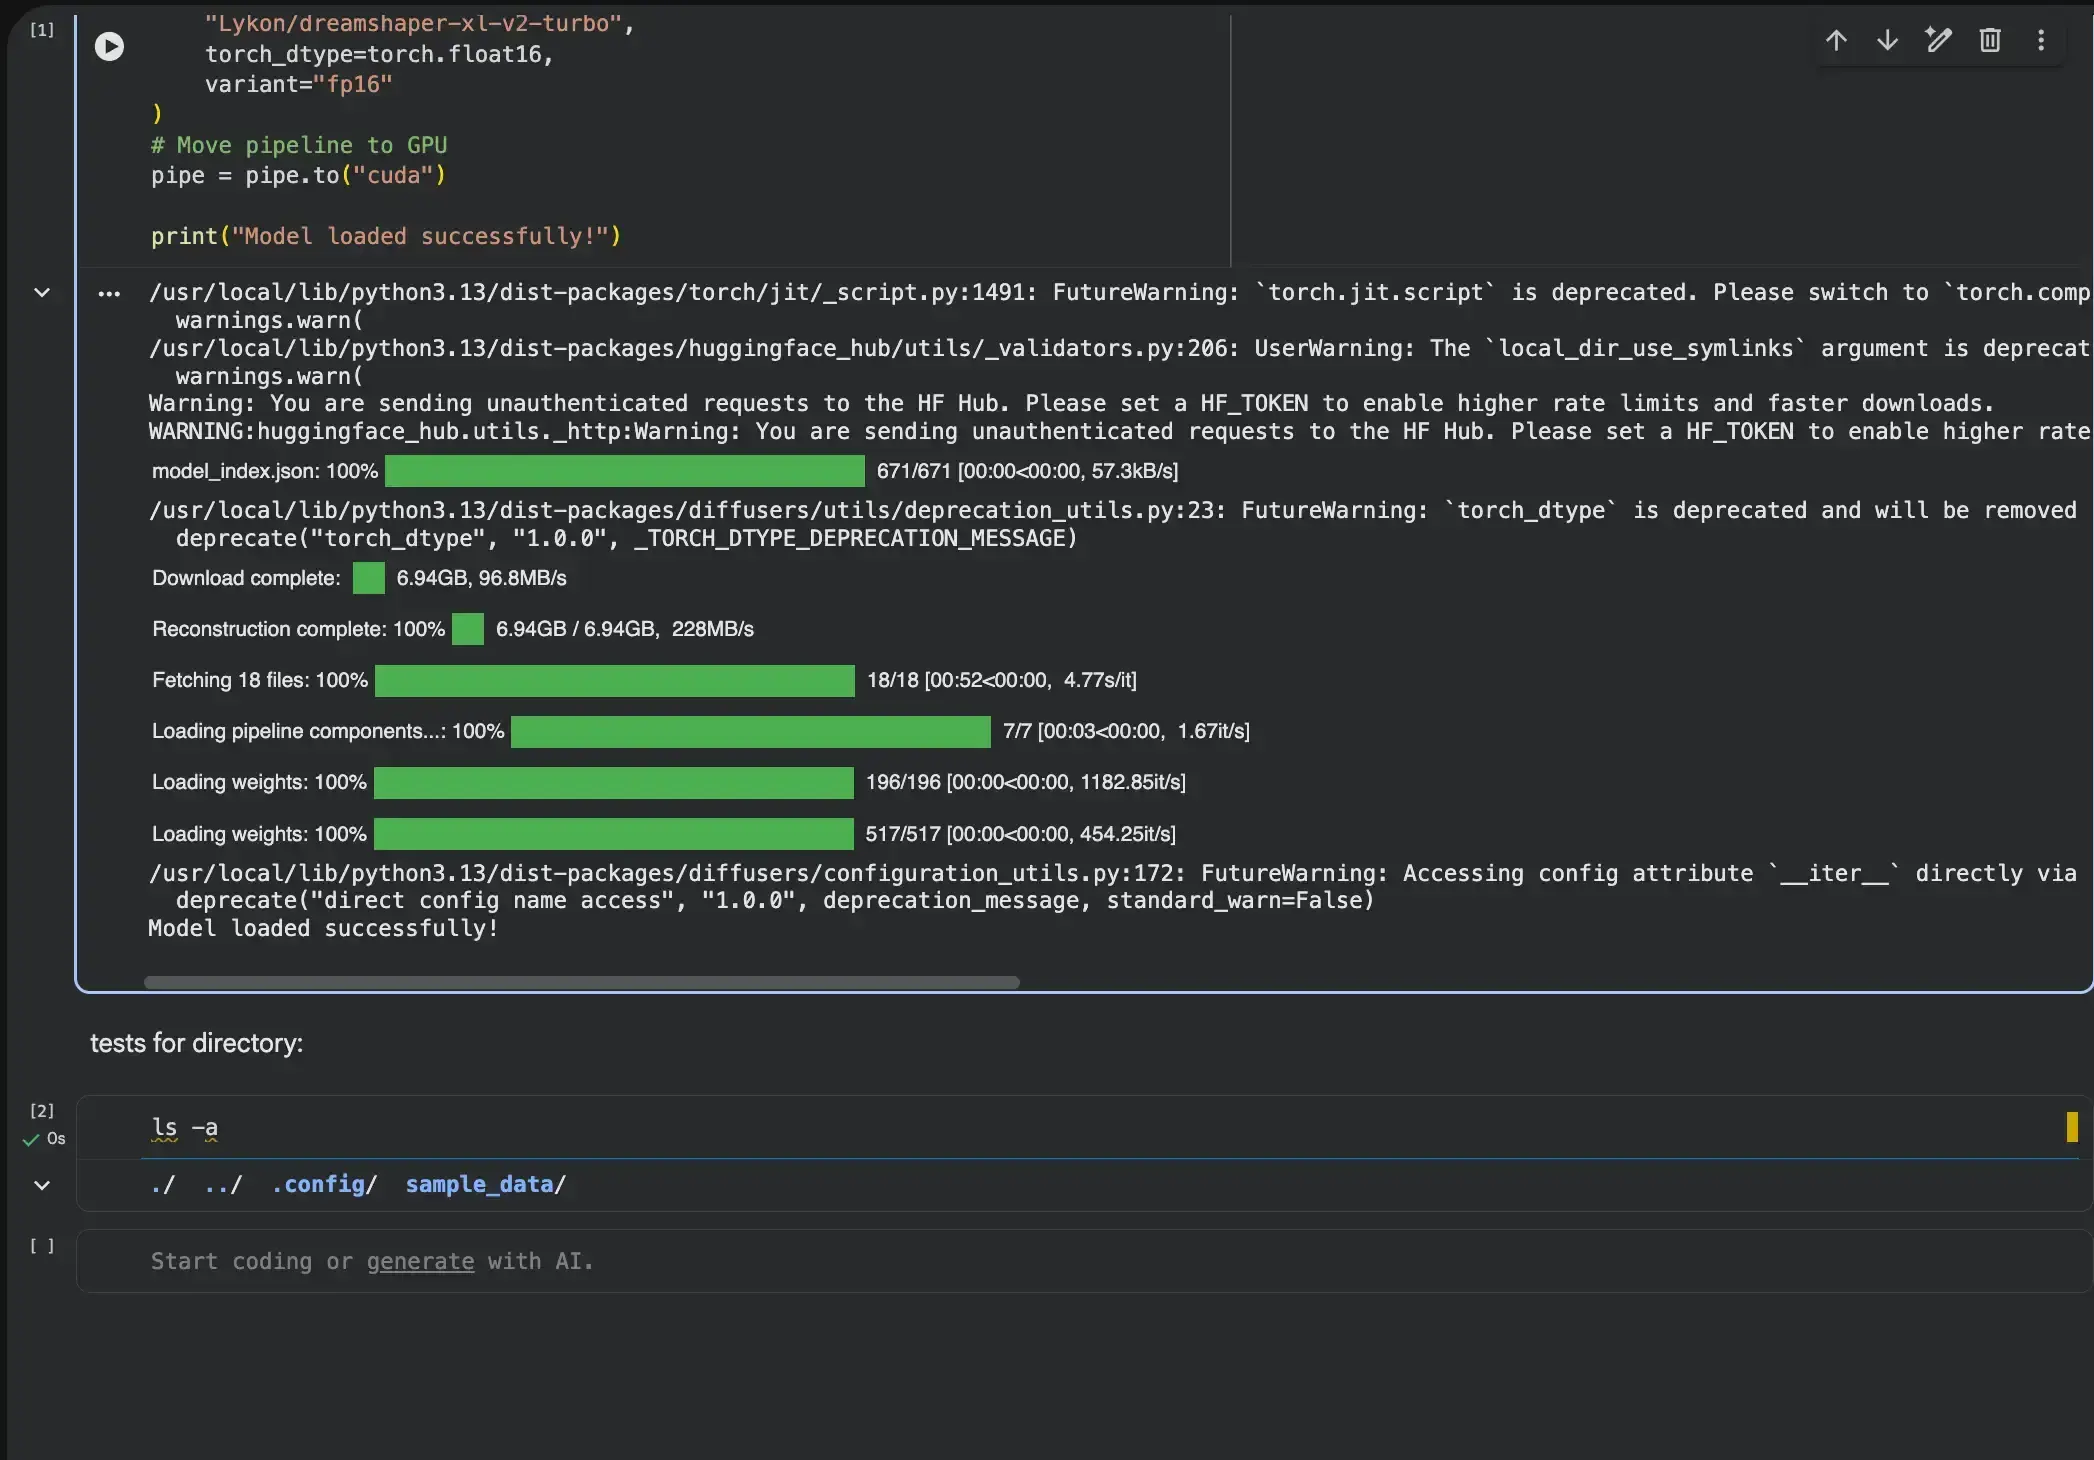 [1]
"Lykon/dreamshaper-xl-v2-turbo",
torch_dtype=torch.float16,
variant="fp16"
)
# Move pipeline to GPU
pipe = pipe.to("cuda")
print("Model loaded successfully!")
/usr/local/lib/python3.13/dist-packages/torch/jit/_script.py:1491: FutureWarning: `torch.jit.script` is deprecated. Please switch to `torch.comp
warnings.warn(
/usr/local/lib/python3.13/dist-packages/huggingface_hub/utils/_validators.py:206: UserWarning: The `local_dir_use_symlinks` argument is deprecat
warnings.warn(
Warning: You are sending unauthenticated requests to the HF Hub. Please set a HF_TOKEN to enable higher rate limits and faster downloads.
WARNING:huggingface_hub.utils._http:Warning: You are sending unauthenticated requests to the HF Hub. Please set a HF_TOKEN to enable higher rate
model_index.json: 100% 671/671 [00:00<00:00, 57.3kB/s]
/usr/local/lib/python3.13/dist-packages/diffusers/utils/deprecation_utils.py:23: FutureWarning: `torch_dtype` is deprecated and will be removed
deprecate("torch_dtype", "1.0.0", _TORCH_DTYPE_DEPRECATION_MESSAGE)
Download complete: 6.94GB, 96.8MB/s
Reconstruction complete: 100% 6.94GB / 6.94GB, 228MB/s
Fetching 18 files: 100% 18/18 [00:52<00:00, 4.77s/it]
Loading pipeline components...: 100% 7/7 [00:03<00:00, 1.67it/s]
Loading weights: 100% 196/196 [00:00<00:00, 1182.85it/s]
Loading weights: 100% 517/517 [00:00<00:00, 454.25it/s]
/usr/local/lib/python3.13/dist-packages/diffusers/configuration_utils.py:172: FutureWarning: Accessing config attribute `__iter__` directly via
deprecate("direct config name access", "1.0.0", deprecation_message, standard_warn=False)
Model loaded successfully!
tests for directory:
[2]
ls -a
0s
./ ../ .config/ sample_data/
[ ]
Start coding or generate with AI.